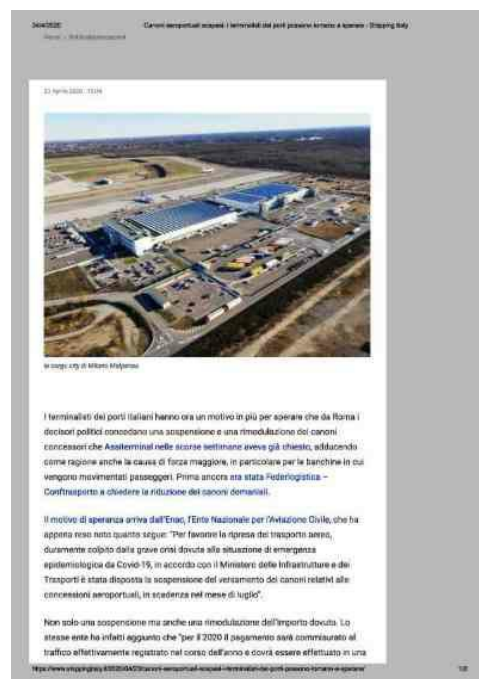 Canoni aeroportuali sospesi: i terminalisti dei porti possono tornare a sperare - Shipping Italy
la cargo city di Milano Malpensa
I terminalisti dei porti italiani hanno ora un motivo in più per sperare che da Roma i
decisori politici concedano una sospensione e una rimodulazione dei canoni
concessori che Assiterminal nelle scorse settimane aveva già chiesto, adducendo
come ragione anche la causa di forza maggiore, in particolare per le banchine in cui
vengono movimentati passeggeri. Prima ancora era stata Federlogistica –
Conftrasporto a chiedere la riduzione dei canoni demaniali.
Il motivo di speranza arriva dall'Enac, l'Ente Nazionale per l'Aviazione Civile, che ha
appena reso noto quanto segue: "Per favorire la ripresa del trasporto aereo,
duramente colpito dalla grave crisi dovuta alla situazione di emergenza
epidemiologica da Covid-19, in accordo con il Ministero delle Infrastrutture e dei
Trasporti è stata disposta la sospensione del versamento dei canoni relativi alle
concessioni aeroportuali, in scadenza nel mese di luglio".
Non solo una sospensione ma anche una rimodulazione dell'importo dovuto. Lo
stesso ente ha infatti aggiunto che "per il 2020 il pagamento sarà commisurato al
traffico effettivamente registrato nel corso dell'anno e dovrà essere effettuato in una